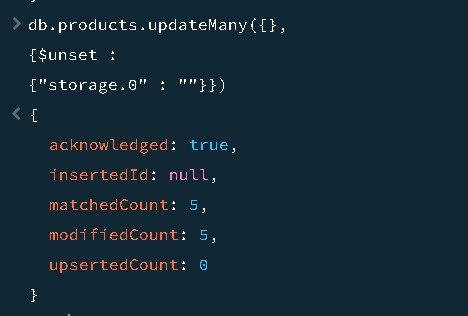 > db.products.updateMany({},
{$unset :
{"storage.0" : ""}})
< {
acknowledged: true,
insertedId: null,
matchedCount: 5,
modifiedCount: 5,
upsertedCount: 0
}